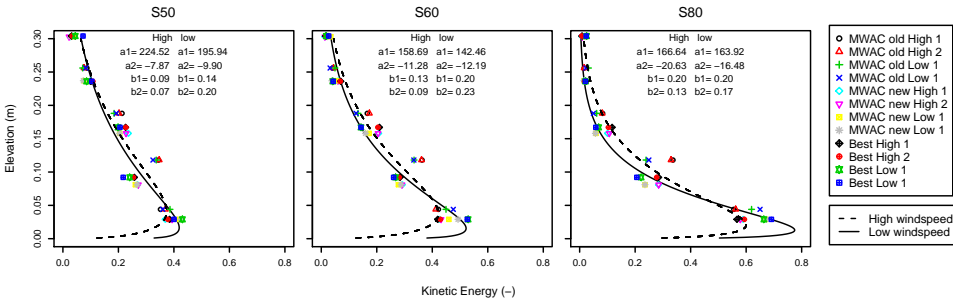 S50
S60
S80
Elevation (m)
0.30
0.20
0.10
0.00
High low
a1= 224.52 a1= 195.94
a2= −7.87 a2= −9.90
b1= 0.09 b1= 0.14
b2= 0.07 b2= 0.20
High low
a1= 158.69 a1= 142.46
a2= −11.28 a2= −12.19
b1= 0.13 b1= 0.20
b2= 0.09 b2= 0.23
High low
a1= 166.64 a1= 163.92
a2= −20.63 a2= −16.48
b1= 0.20 b1= 0.20
b2= 0.13 b2= 0.17
0.0 0.2 0.4 0.6 0.8
0.0 0.2 0.4 0.6 0.8
0.0 0.2 0.4 0.6 0.8
Kinetic Energy (−)
MWAC old High 1
MWAC old High 2
MWAC old Low 1
MWAC old Low 1
MWAC new High 1
MWAC new High 2
MWAC new Low 1
MWAC new Low 1
Best High 1
Best High 2
Best Low 1
Best Low 1
High windspeed
Low windspeed